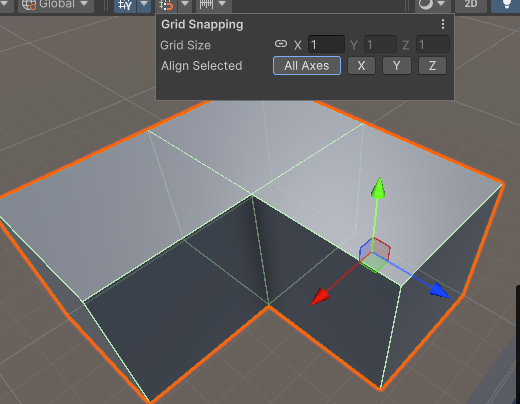 Global
Y
2D
Grid Snapping
Grid Size X 1 Y 1 Z 1
Align Selected All Axes X Y Z